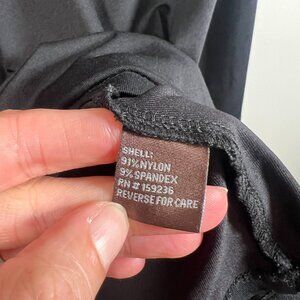 SHELL:
91%NYLON
9%SPANDEX
RN# 159236
REVERSE FOR CARE